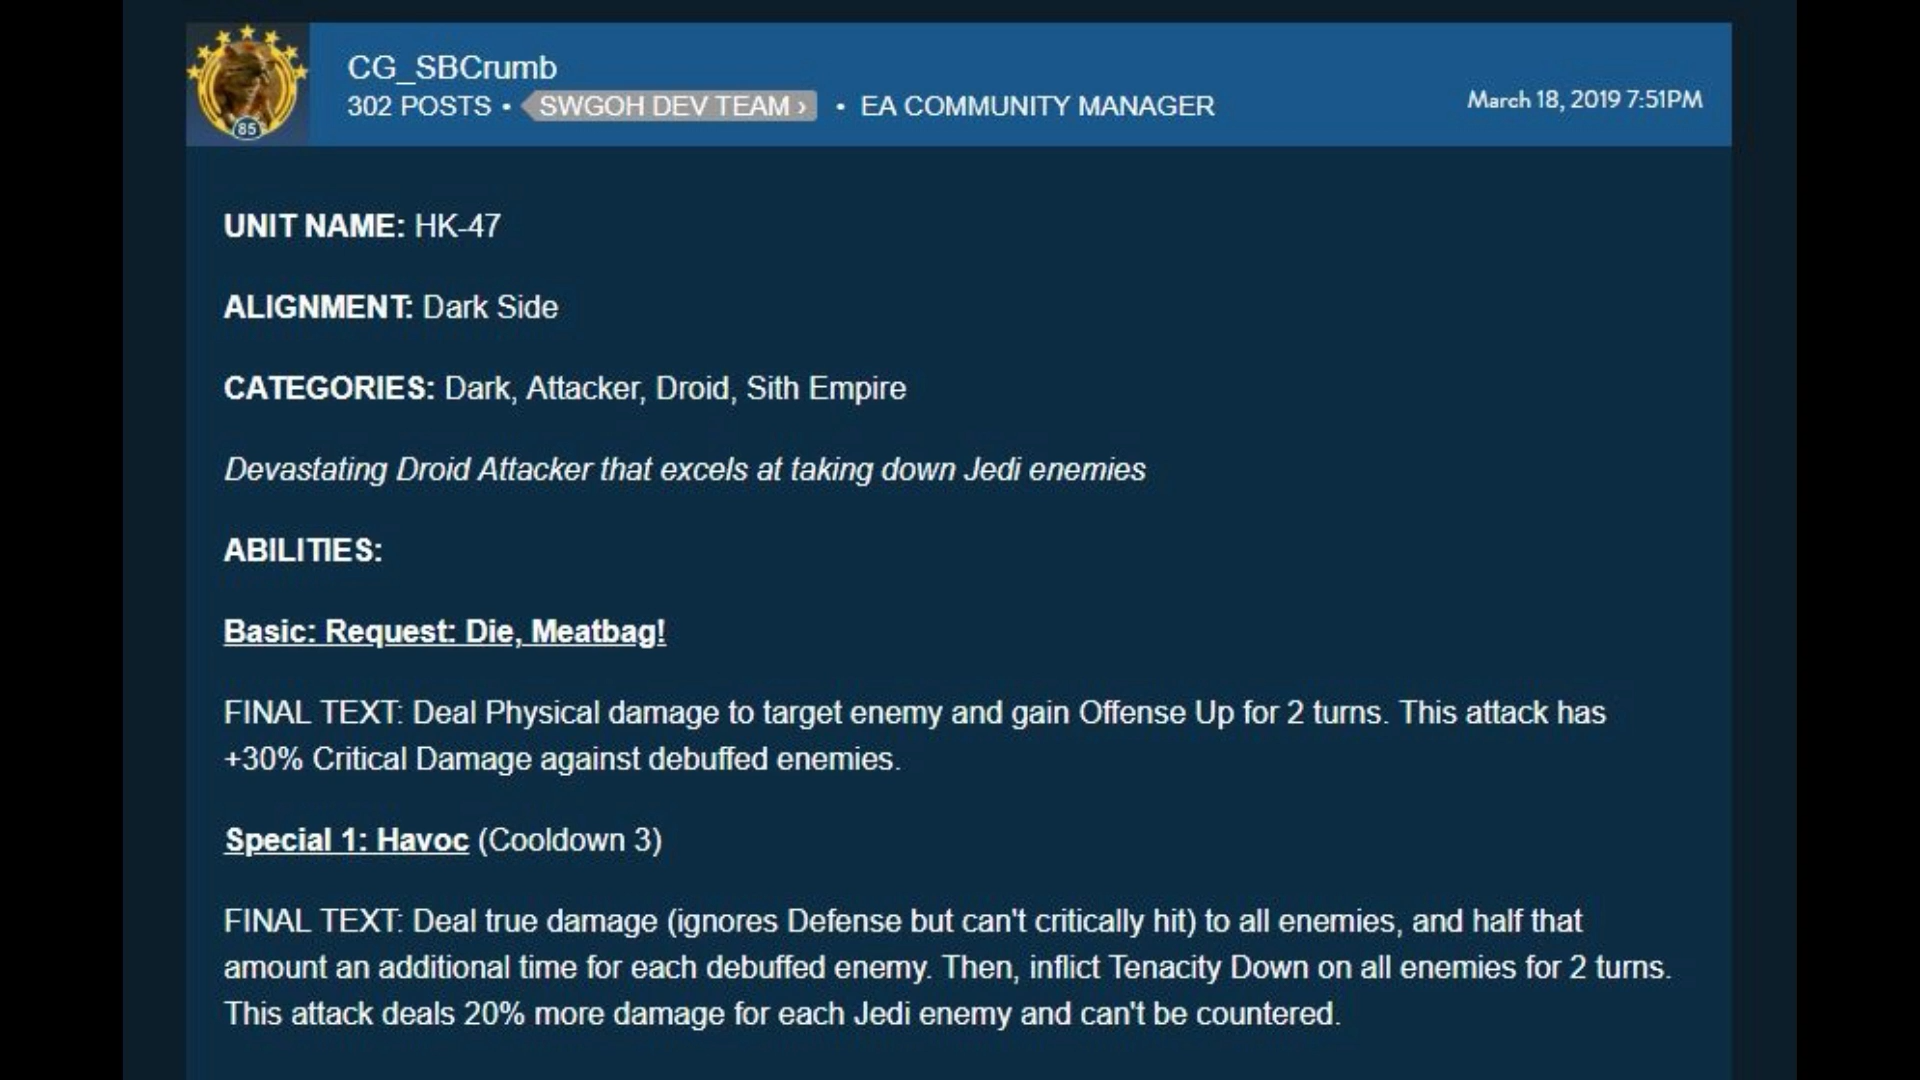 CG_SBCrumb
302 POSTS • SWGOH DEV TEAM › • EA COMMUNITY MANAGER
March 18, 2019 7:51PM
85
UNIT NAME: HK-47
ALIGNMENT: Dark Side
CATEGORIES: Dark, Attacker, Droid, Sith Empire
Devastating Droid Attacker that excels at taking down Jedi enemies
ABILITIES:
Basic: Request: Die, Meatbag!
FINAL TEXT: Deal Physical damage to target enemy and gain Offense Up for 2 turns. This attack has
+30% Critical Damage against debuffed enemies.
Special 1: Havoc (Cooldown 3)
FINAL TEXT: Deal true damage (ignores Defense but can't critically hit) to all enemies, and half that
amount an additional time for each debuffed enemy. Then, inflict Tenacity Down on all enemies for 2 turns.
This attack deals 20% more damage for each Jedi enemy and can't be countered.